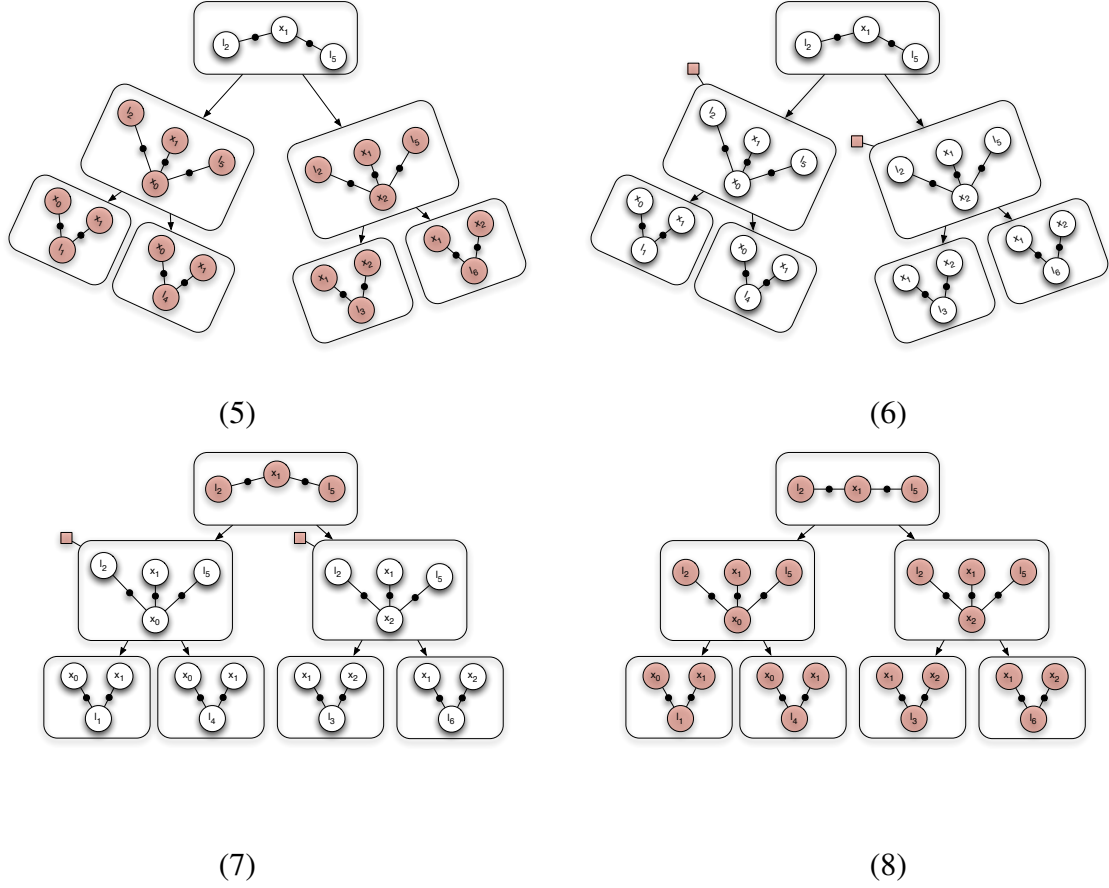 l2 x1 l5
l2 x1 l5
l2 x1 l5 x0
l2 x1 l5 x2
l2 x1 l5 x0
l2 x1 l5 x2
x0 x1 l1
x0 x1 l4
x1 x2 l3
x1 x2 l6
x0 x1 l1
x0 x1 l4
x1 x2 l3
x1 x2 l6
(5) (6)
l2 x1 l5
l2 x1 l5
l2 x1 l5
l2 x1 l5
l2 x1 l5
l2 x1 l5
x0 x2 x0 x2
x0 x1 x0 x1 x1 x2 x1 x2
x0 x1 x0 x1 x1 x2 x1 x2
l1 l4 l3 l6
l1 l4 l3 l6
(7) (8)